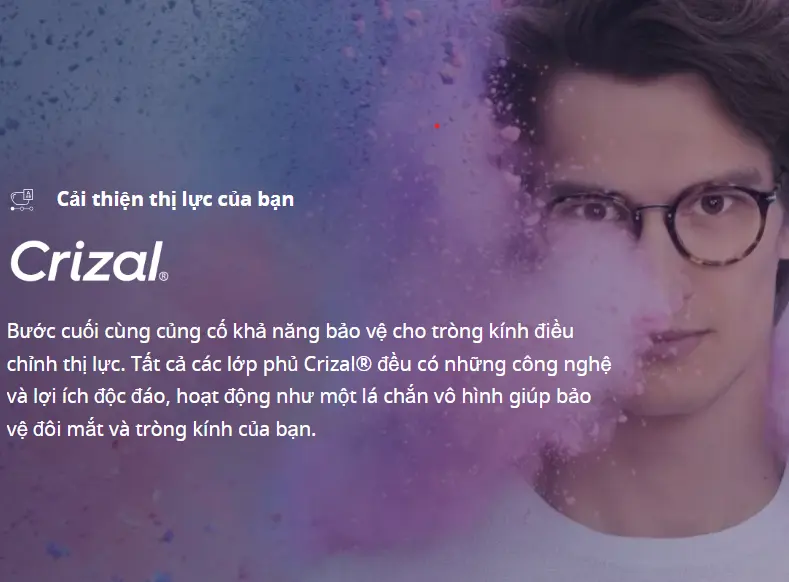 Cải thiện thị lực của bạn
Crizal®
Bước cuối cùng củng cố khả năng bảo vệ cho tròng kính điều
chỉnh thị lực. Tất cả các lớp phủ Crizal® đều có những công nghệ
và lợi ích độc đáo, hoạt động như một lá chắn vô hình giúp bảo
vệ đôi mắt và tròng kính của bạn.